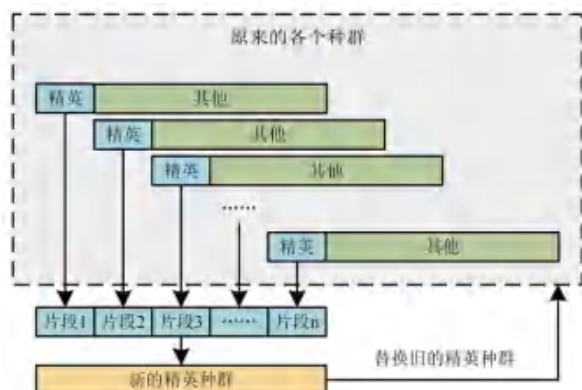 原来的各个种群
精英 其他
精英 其他
精英 其他
……
精英 其他
片段1 片段2 片段3 …… 片段n
替换旧的精英种群
新的精英种群